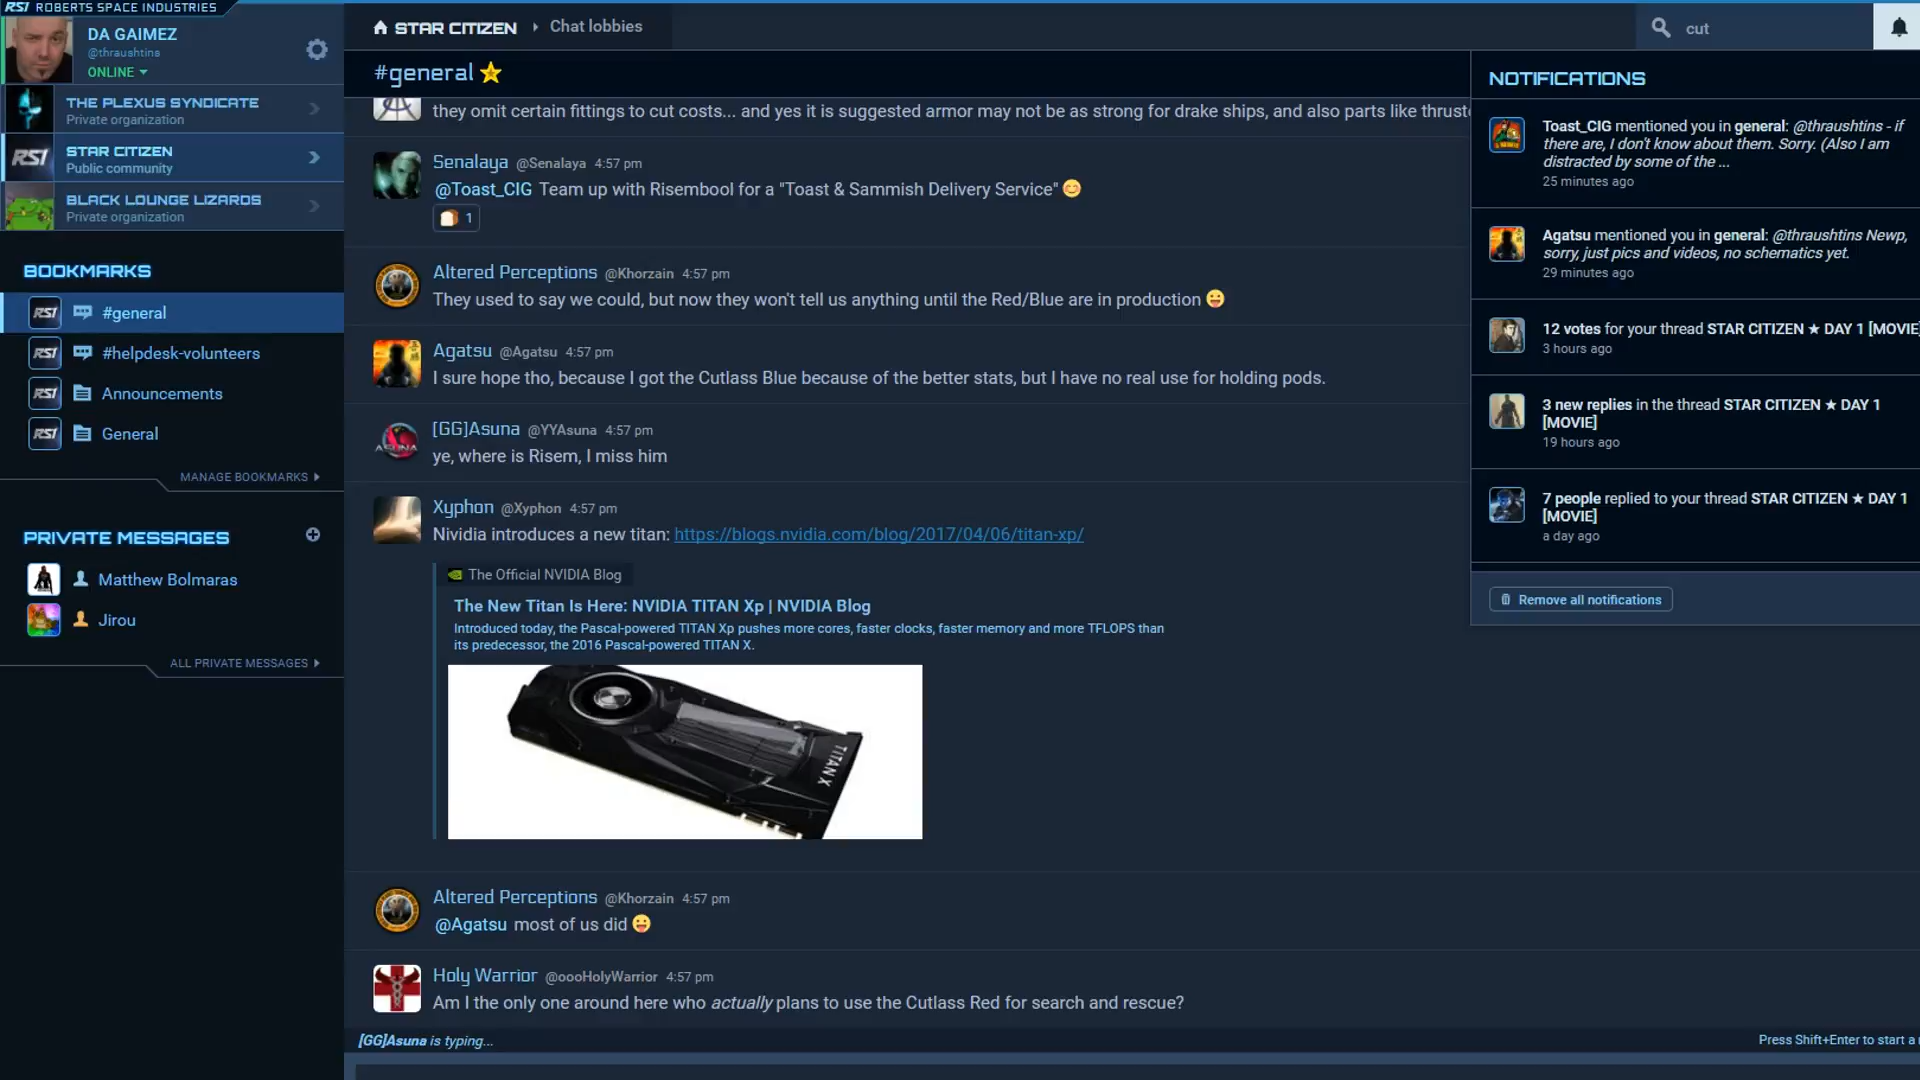 RSI ROBERTS SPACE INDUSTRIES
DA GAIMEZ
@thraushtins
ONLINE
THE PLEXUS SYNDICATE
Private organization
RSI
STAR CITIZEN
Public community
BLACK LOUNGE LIZARDS
Private organization
BOOKMARKS
RSI #general
RSI #helpdesk-volunteers
RSI Announcements
RSI General
MANAGE BOOKMARKS
PRIVATE MESSAGES
Matthew Bolmaras
Jirou
ALL PRIVATE MESSAGES
STAR CITIZEN Chat lobbies
cut
#general
they omit certain fittings to cut costs... and yes it is suggested armor may not be as strong for drake ships, and also parts like thruste
Senalaya @Senalaya 4:57 pm
@Toast_CIG Team up with Risembool for a "Toast & Sammish Delivery Service" 😊
🍞 1
Altered Perceptions @Khorzain 4:57 pm
They used to say we could, but now they won't tell us anything until the Red/Blue are in production 😛
Agatsu @Agatsu 4:57 pm
I sure hope tho, because I got the Cutlass Blue because of the better stats, but I have no real use for holding pods.
ASUNA
[GG]Asuna @YYAsuna 4:57 pm
ye, where is Risem, I miss him
Xyphon @Xyphon 4:57 pm
Nividia introduces a new titan: https://blogs.nvidia.com/blog/2017/04/06/titan-xp/
The Official NVIDIA Blog
The New Titan Is Here: NVIDIA TITAN Xp | NVIDIA Blog
Introduced today, the Pascal-powered TITAN Xp pushes more cores, faster clocks, faster memory and more TFLOPS than
its predecessor, the 2016 Pascal-powered TITAN X.
TITAN X
Altered Perceptions @Khorzain 4:57 pm
@Agatsu most of us did 😛
Holy Warrior @oooHolyWarrior 4:57 pm
Am I the only one around here who actually plans to use the Cutlass Red for search and rescue?
[GG]Asuna is typing...
Press Shift+Enter to start a
NOTIFICATIONS
Toast_CIG mentioned you in general: @thraushtins - if
there are, I don't know about them. Sorry. (Also I am
distracted by some of the ...
25 minutes ago
Agatsu mentioned you in general: @thraushtins Newp,
sorry, just pics and videos, no schematics yet.
29 minutes ago
12 votes for your thread STAR CITIZEN ★ DAY 1 [MOVIE]
3 hours ago
3 new replies in the thread STAR CITIZEN ★ DAY 1
[MOVIE]
19 hours ago
7 people replied to your thread STAR CITIZEN ★ DAY 1
[MOVIE]
a day ago
Remove all notifications